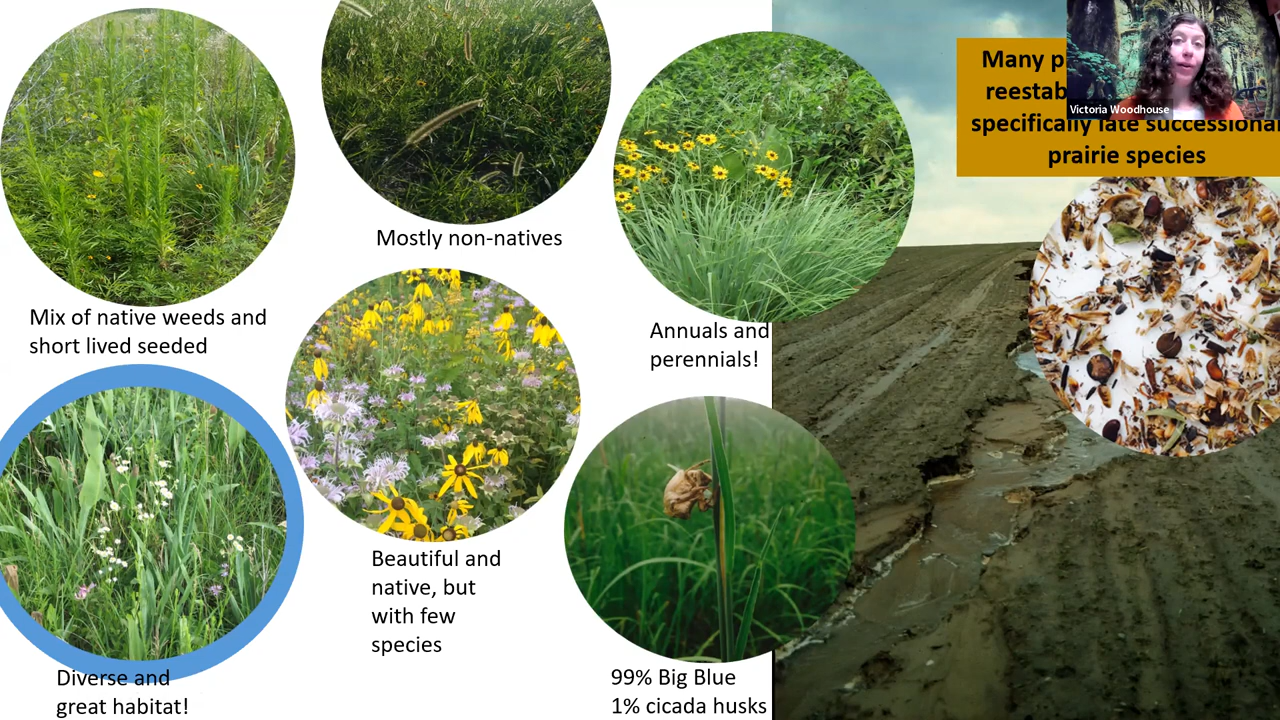 Mix of native weeds and
short lived seeded
Mostly non-natives
Annuals and
perennials!
Diverse and
great habitat!
Beautiful and
native, but
with few
species
99% Big Blue
1% cicada husks
Many
specifically late successional
prairie species
Victoria Woodhouse